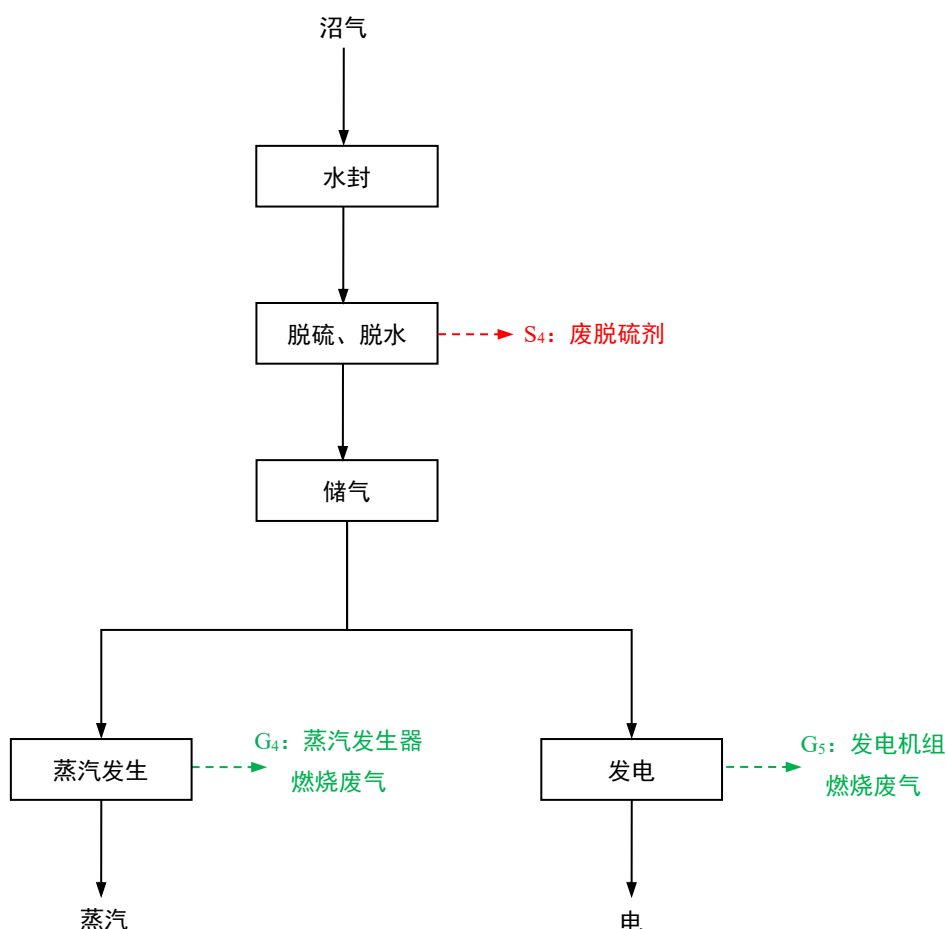 沼气
水封
脱硫、脱水
S₄：废脱硫剂
储气
G₄：蒸汽发生器
燃烧废气
蒸汽发生
G₅：发电机组
燃烧废气
发电
蒸汽
电